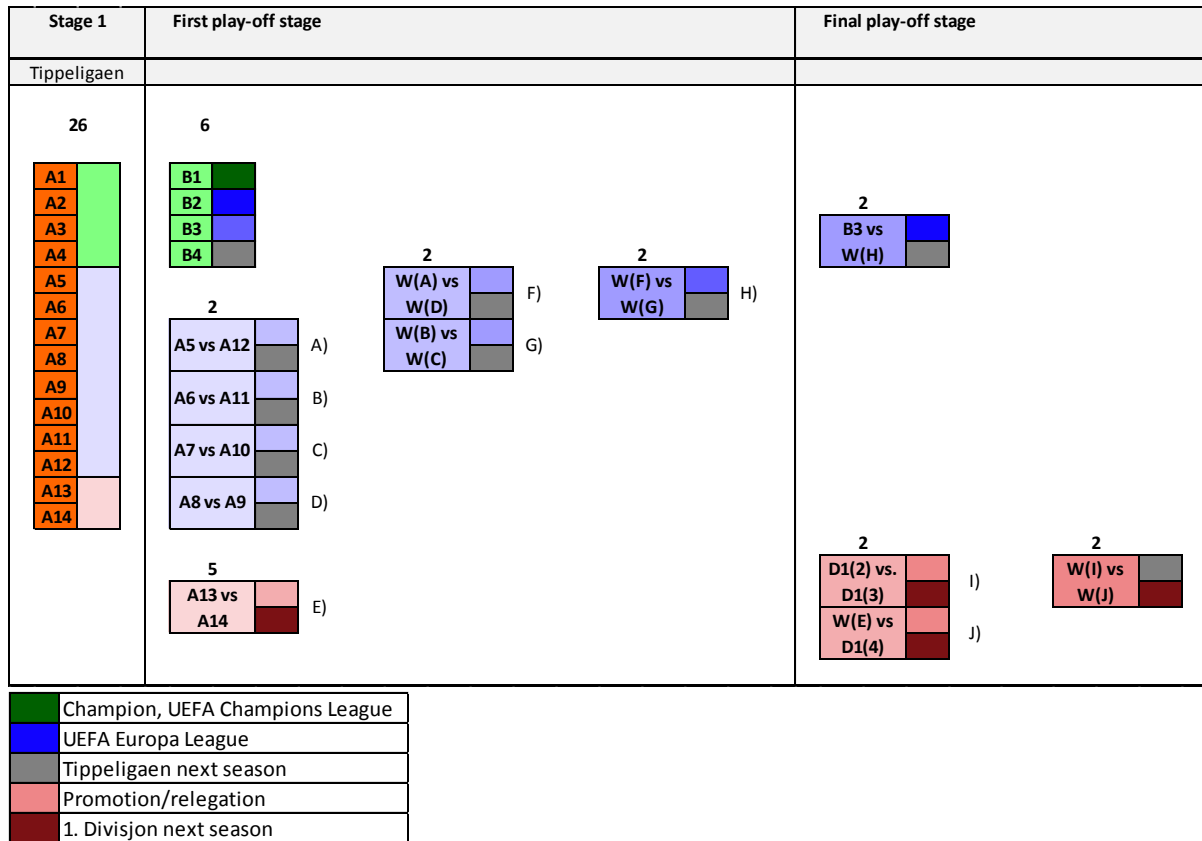 Stage 1
First play-off stage
Final play-off stage
Tippeligaen
26
6
A1
A2
A3
A4
A5
A6
A7
A8
A9
A10
A11
A12
A13
A14
B1
B2
B3
B4
2
A5 vs A12
A)
A6 vs A11
B)
A7 vs A10
C)
A8 vs A9
D)
5
A13 vs
A14
E)
2
W(A) vs
W(D)
F)
W(B) vs
W(C)
G)
2
W(F) vs
W(G)
H)
2
B3 vs
W(H)
2
D1(2) vs.
D1(3)
I)
W(E) vs
D1(4)
J)
2
W(I) vs
W(J)
Champion, UEFA Champions League
UEFA Europa League
Tippeligaen next season
Promotion/relegation
1. Divisjon next season